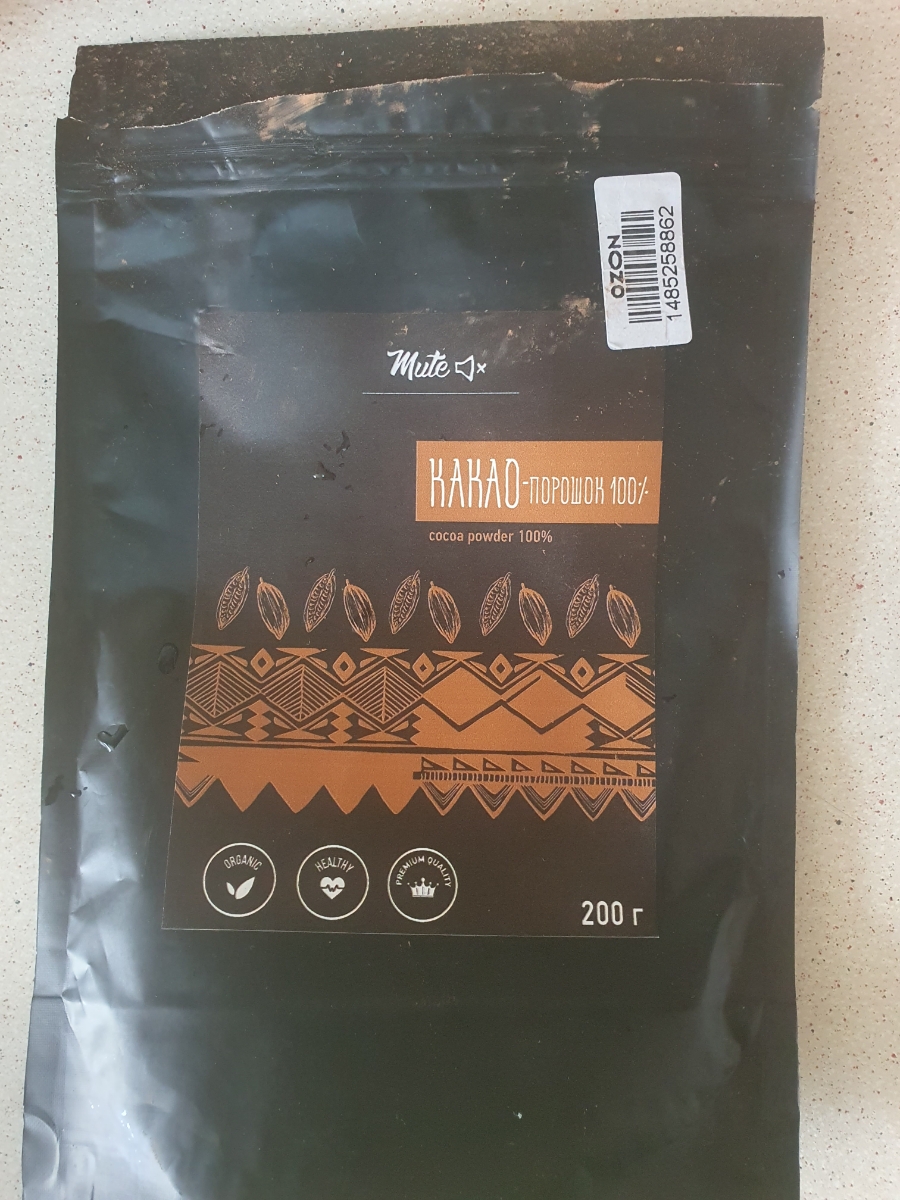 OZON
1485258862
Mute
КАКАО-ПОРОШОК 100%
cocoa powder 100%
ORGANIC
HEALTHY
PREMIUM QUALITY
200 г